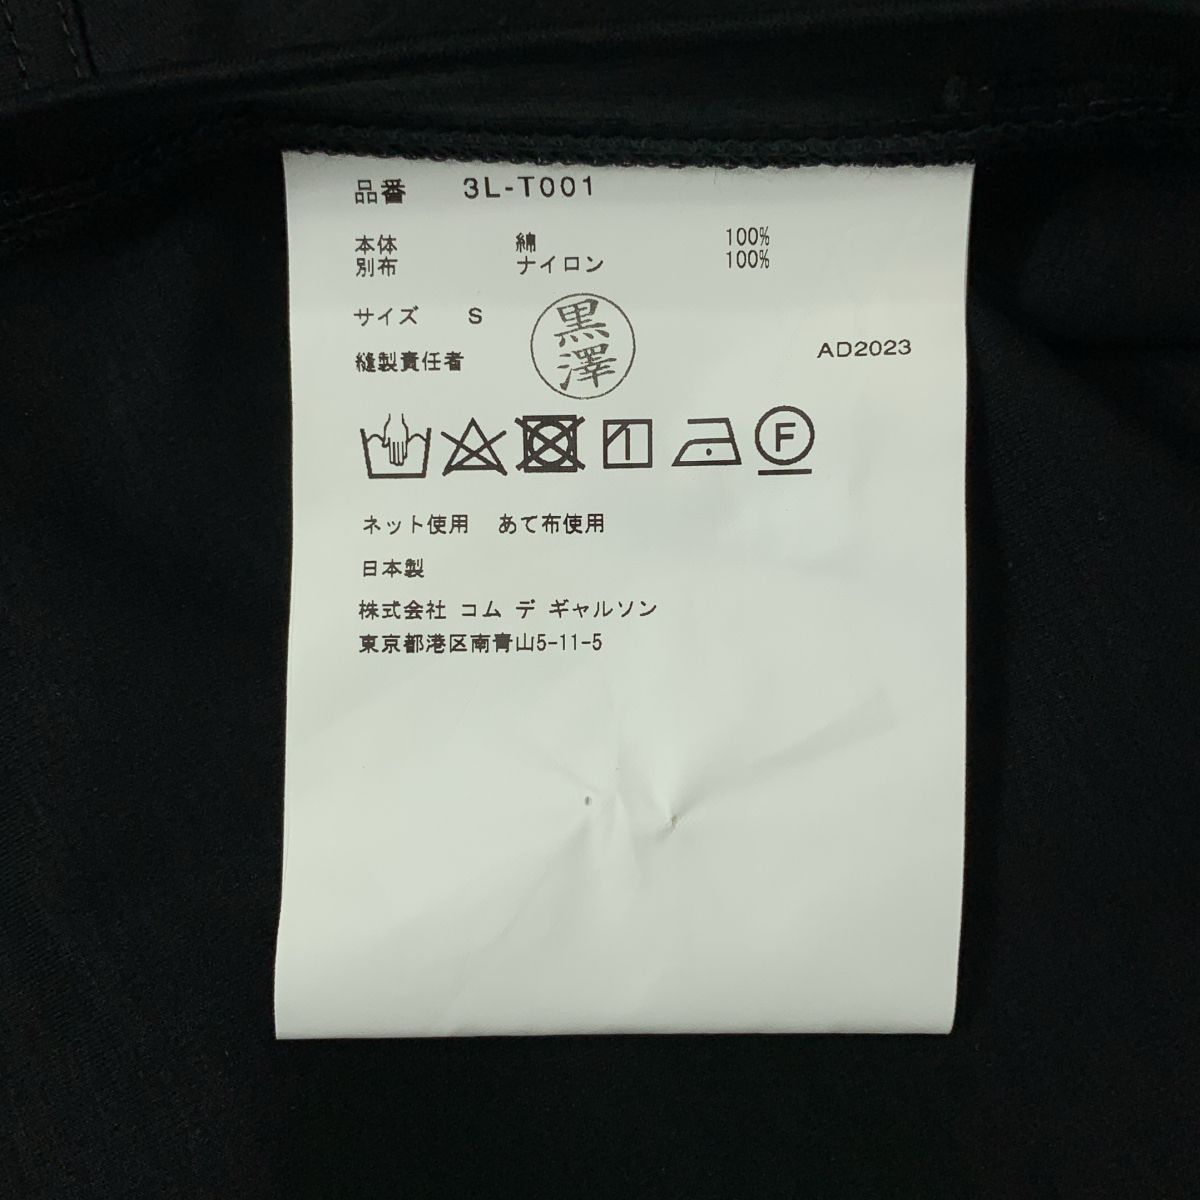 品番 3L-T001
本体 綿 100%
別布 ナイロン 100%
サイズ S
黒澤
縫製責任者
AD2023
F
ネット使用 あて布使用
日本製
株式会社 コム デ ギャルソン
東京都港区南青山5-11-5